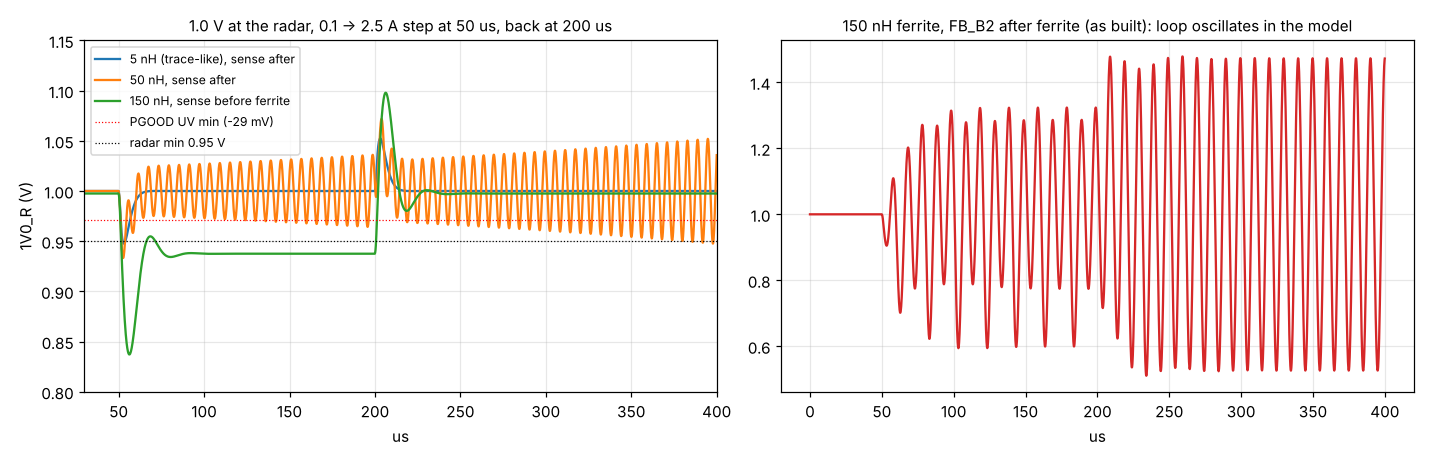 1.0 V at the radar, 0.1 → 2.5 A step at 50 us, back at 200 us
1.15
1.10
1.05
1.00
0.95
0.90
0.85
0.80
1V0_R (V)
5 nH (trace-like), sense after
50 nH, sense after
150 nH, sense before ferrite
PGOOD UV min (-29 mV)
radar min 0.95 V
50 100 150 200 250 300 350 400
us
150 nH ferrite, FB_B2 after ferrite (as built): loop oscillates in the model
1.4
1.2
1.0
0.8
0.6
0 50 100 150 200 250 300 350 400
us